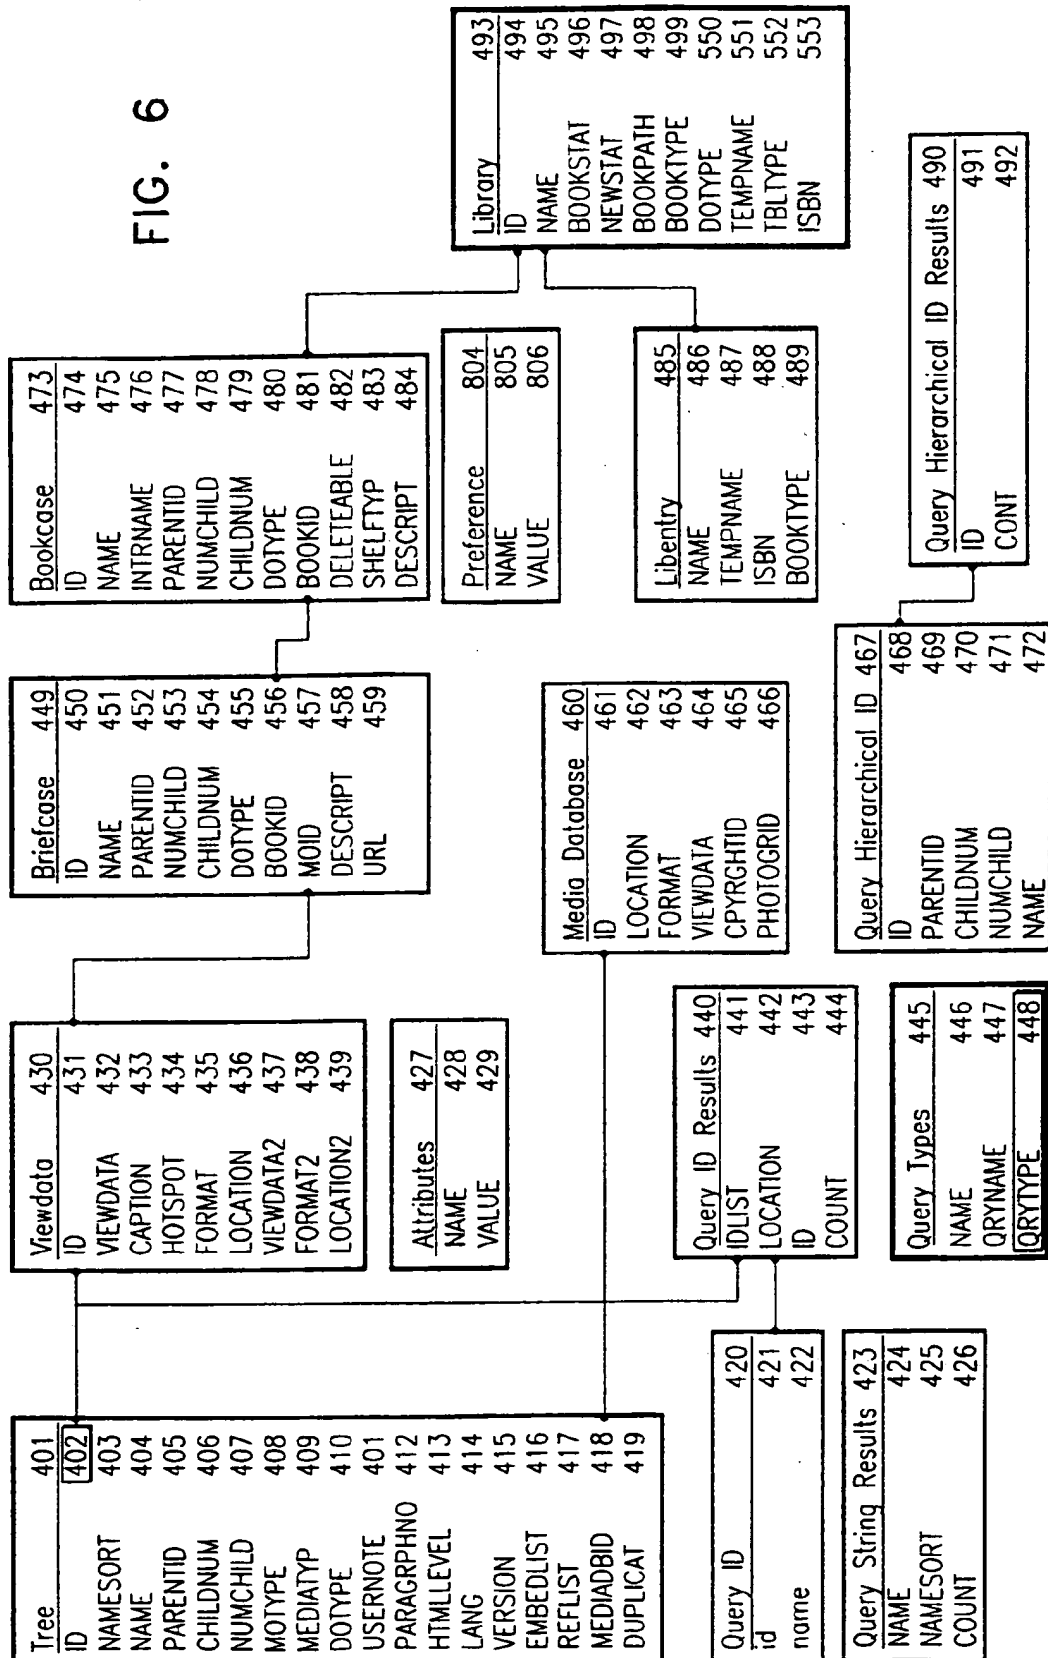 FIG. 6
Tree 401
ID 402
NAMESORT 403
NAME 404
PARENTID 405
CHILDNUM 406
NUMCHILD 407
MOTYPE 408
MEDIATYP 409
DOTYPE 410
USERNOTE 401
PARAGRPHNO 412
HTMLLEVEL 413
LANG 414
VERSION 415
EMBEDLIST 416
REFLIST 417
MEDIADBID 418
DUPLICAT 419
Query ID 420
id 421
name 422
Query String Results 423
NAME 424
NAMESORT 425
COUNT 426
Viewdata 430
ID 431
VIEWDATA 432
CAPTION 433
HOTSPOT 434
FORMAT 435
LOCATION 436
VIEWDATA2 437
FORMAT2 438
LOCATION2 439
Attributes 427
NAME 428
VALUE 429
Query ID Results 440
IDLIST 441
LOCATION 442
ID 443
COUNT 444
Query Types 445
NAME 446
QRYNAME 447
QRYTYPE 448
Briefcase 449
ID 450
NAME 451
PARENTID 452
NUMCHILD 453
CHILDNUM 454
DOTYPE 455
BOOKID 456
MOID 457
DESCRIPT 458
URL 459
Media Database 460
ID 461
LOCATION 462
FORMAT 463
VIEWDATA 464
CPYRGHTID 465
PHOTOGRID 466
Query Hierarchical ID 467
ID 468
PARENTID 469
CHILDNUM 470
NUMCHILD 471
NAME 472
Bookcase 473
ID 474
NAME 475
INTRNAME 476
PARENTID 477
NUMCHILD 478
CHILDNUM 479
DOTYPE 480
BOOKID 481
DELETEABLE 482
SHELFTYP 483
DESCRIPT 484
Preference 804
NAME 805
VALUE 806
Libentry 485
NAME 486
TEMPNAME 487
ISBN 488
BOOKTYPE 489
Query Hierarchical ID Results 490
ID 491
CONT 492
Library 493
ID 494
NAME 495
BOOKSTAT 496
NEWSTAT 497
BOOKPATH 498
BOOKTYPE 499
DOTYPE 550
TEMPNAME 551
TBLTYPE 552
ISBN 553